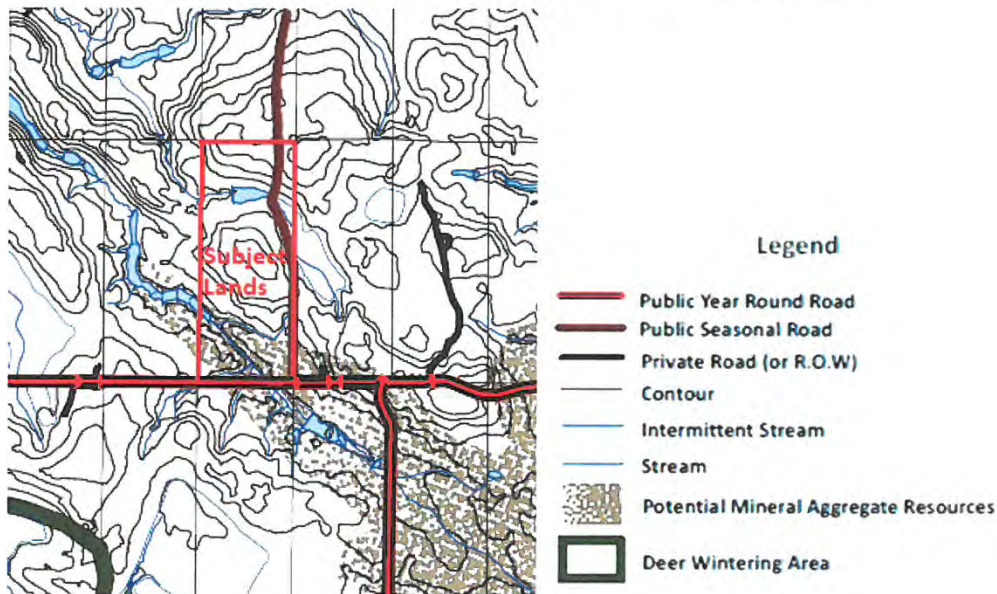 Subject
Lands
Legend
Public Year Round Road
Public Seasonal Road
Private Road (or R.O.W)
Contour
Intermittent Stream
Stream
Potential Mineral Aggregate Resources
Deer Wintering Area